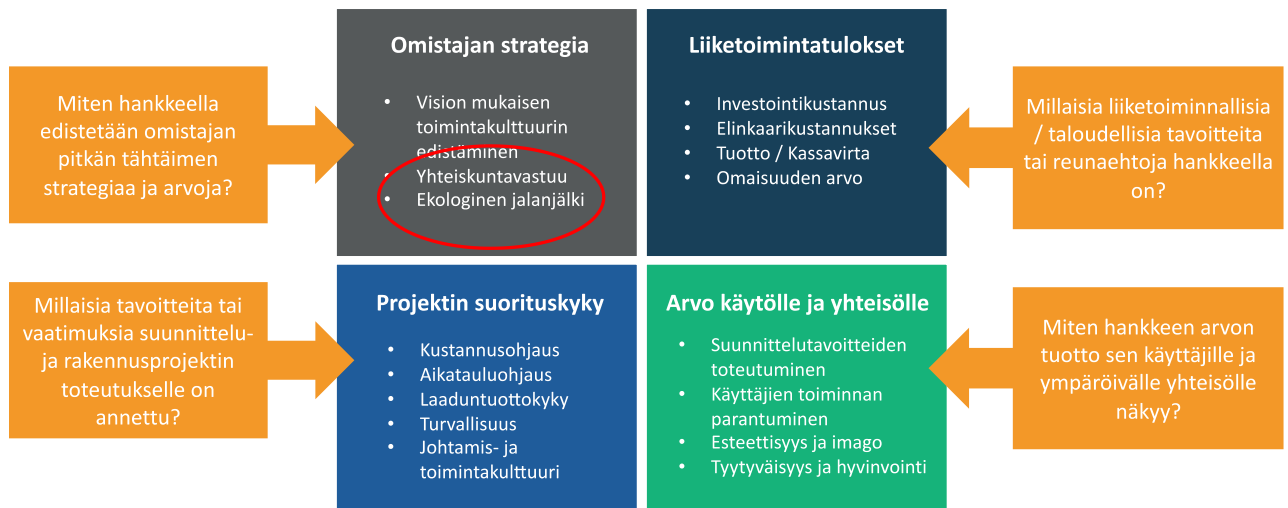 Omistajan strategia
• Vision mukaisen
toimintakulttuurin
edistäminen
• Yhteiskuntavastuu
• Ekologinen jalanjälki
Liiketoimintatulokset
• Investointikustannus
• Elinkaarikustannukset
• Tuotto / Kassavirta
• Omaisuuden arvo
Miten hankkeella
edistetään omistajan
pitkän tähtäimen
strategiaa ja arvoja?
Millaisia liiketoiminnallisia
/ taloudellisia tavoitteita
tai reunaehtoja hankkeella
on?
Projektin suorituskyky
• Kustannusohjaus
• Aikatauluohjaus
• Laaduntuottokyky
• Turvallisuus
• Johtamis- ja
toimintakulttuuri
Arvo käytölle ja yhteisölle
• Suunnittelutavoitteiden
toteutuminen
• Käyttäjien toiminnan
parantuminen
• Esteettisyys ja imago
• Tyytyväisyys ja hyvinvointi
Millaisia tavoitteita tai
vaatimuksia suunnittelu-
ja rakennusprojektin
toteutukselle on
annettu?
Miten hankkeen arvon
tuotto sen käyttäjille ja
ympäröivälle yhteisölle
näkyy?